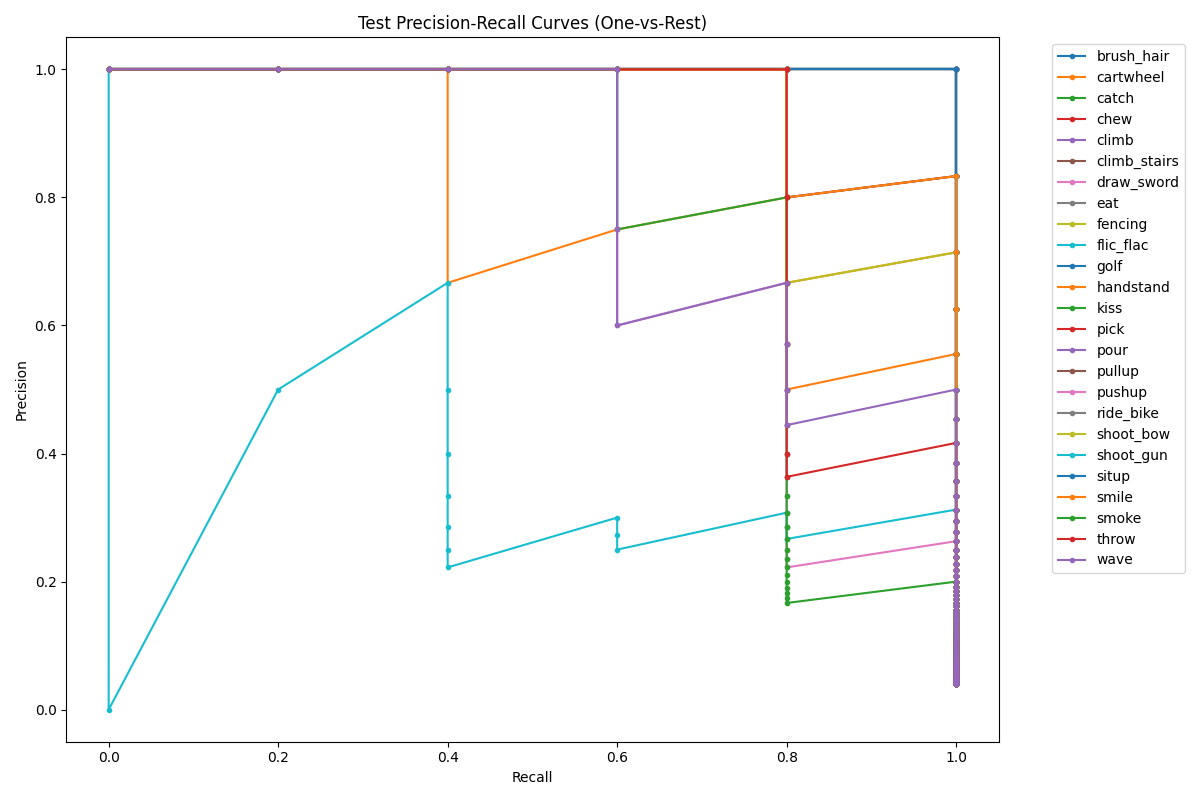 Test Precision-Recall Curves (One-vs-Rest)
1.0
0.8
0.6
0.4
0.2
0.0
Precision
0.0 0.2 0.4 0.6 0.8 1.0
Recall
brush_hair
cartwheel
catch
chew
climb
climb_stairs
draw_sword
eat
fencing
flic_flac
golf
handstand
kiss
pick
pour
pullup
pushup
ride_bike
shoot_bow
shoot_gun
situp
smile
smoke
throw
wave